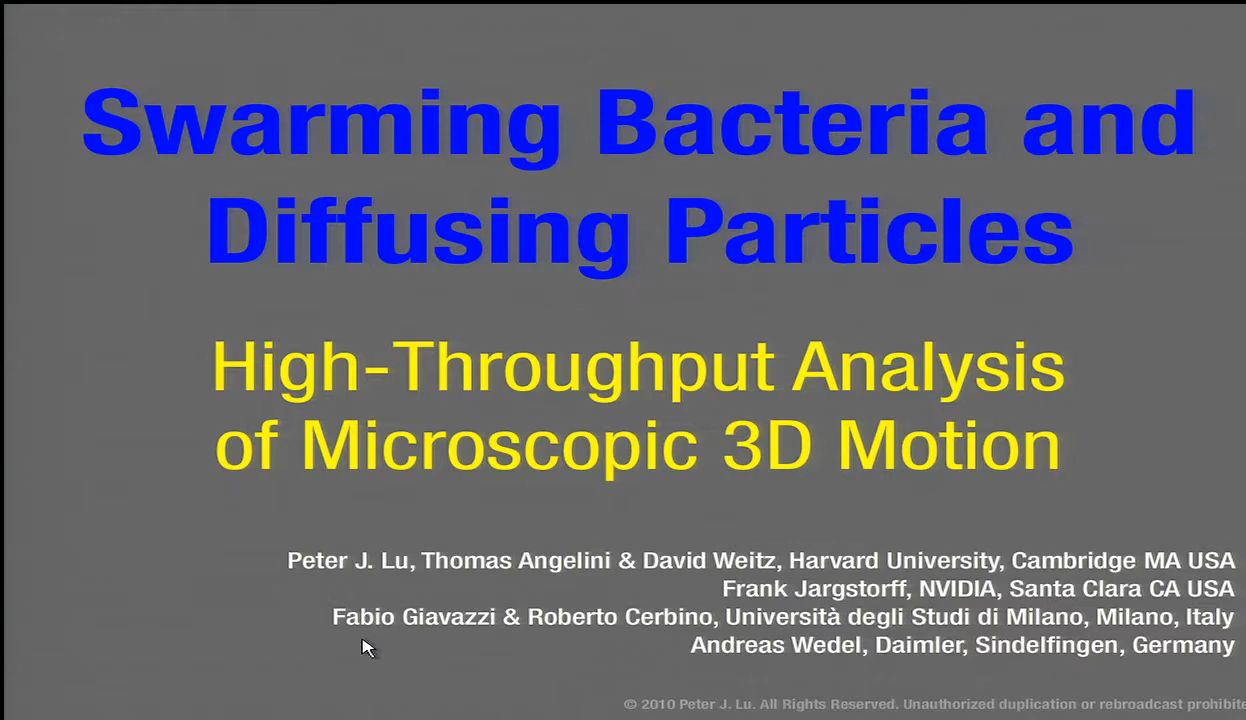 Swarming Bacteria and
Diffusing Particles
High-Throughput Analysis
of Microscopic 3D Motion
Peter J. Lu, Thomas Angelini & David Weitz, Harvard University, Cambridge MA USA
Frank Jargstorff, NVIDIA, Santa Clara CA USA
Fabio Giavazzi & Roberto Cerbino, Università degli Studi di Milano, Milano, Italy
Andreas Wedel, Daimler, Sindelfingen, Germany
© 2010 Peter J. Lu. All Rights Reserved. Unauthorized duplication or rebroadcast prohibite